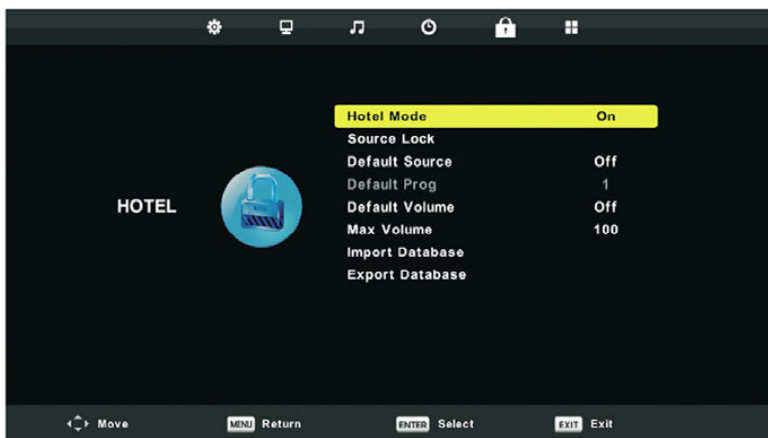 Hotel Mode On
Source Lock
Default Source Off
Default Prog 1
HOTEL
Default Volume Off
Max Volume 100
Import Database
Export Database
Move MENU Return ENTER Select EXIT Exit